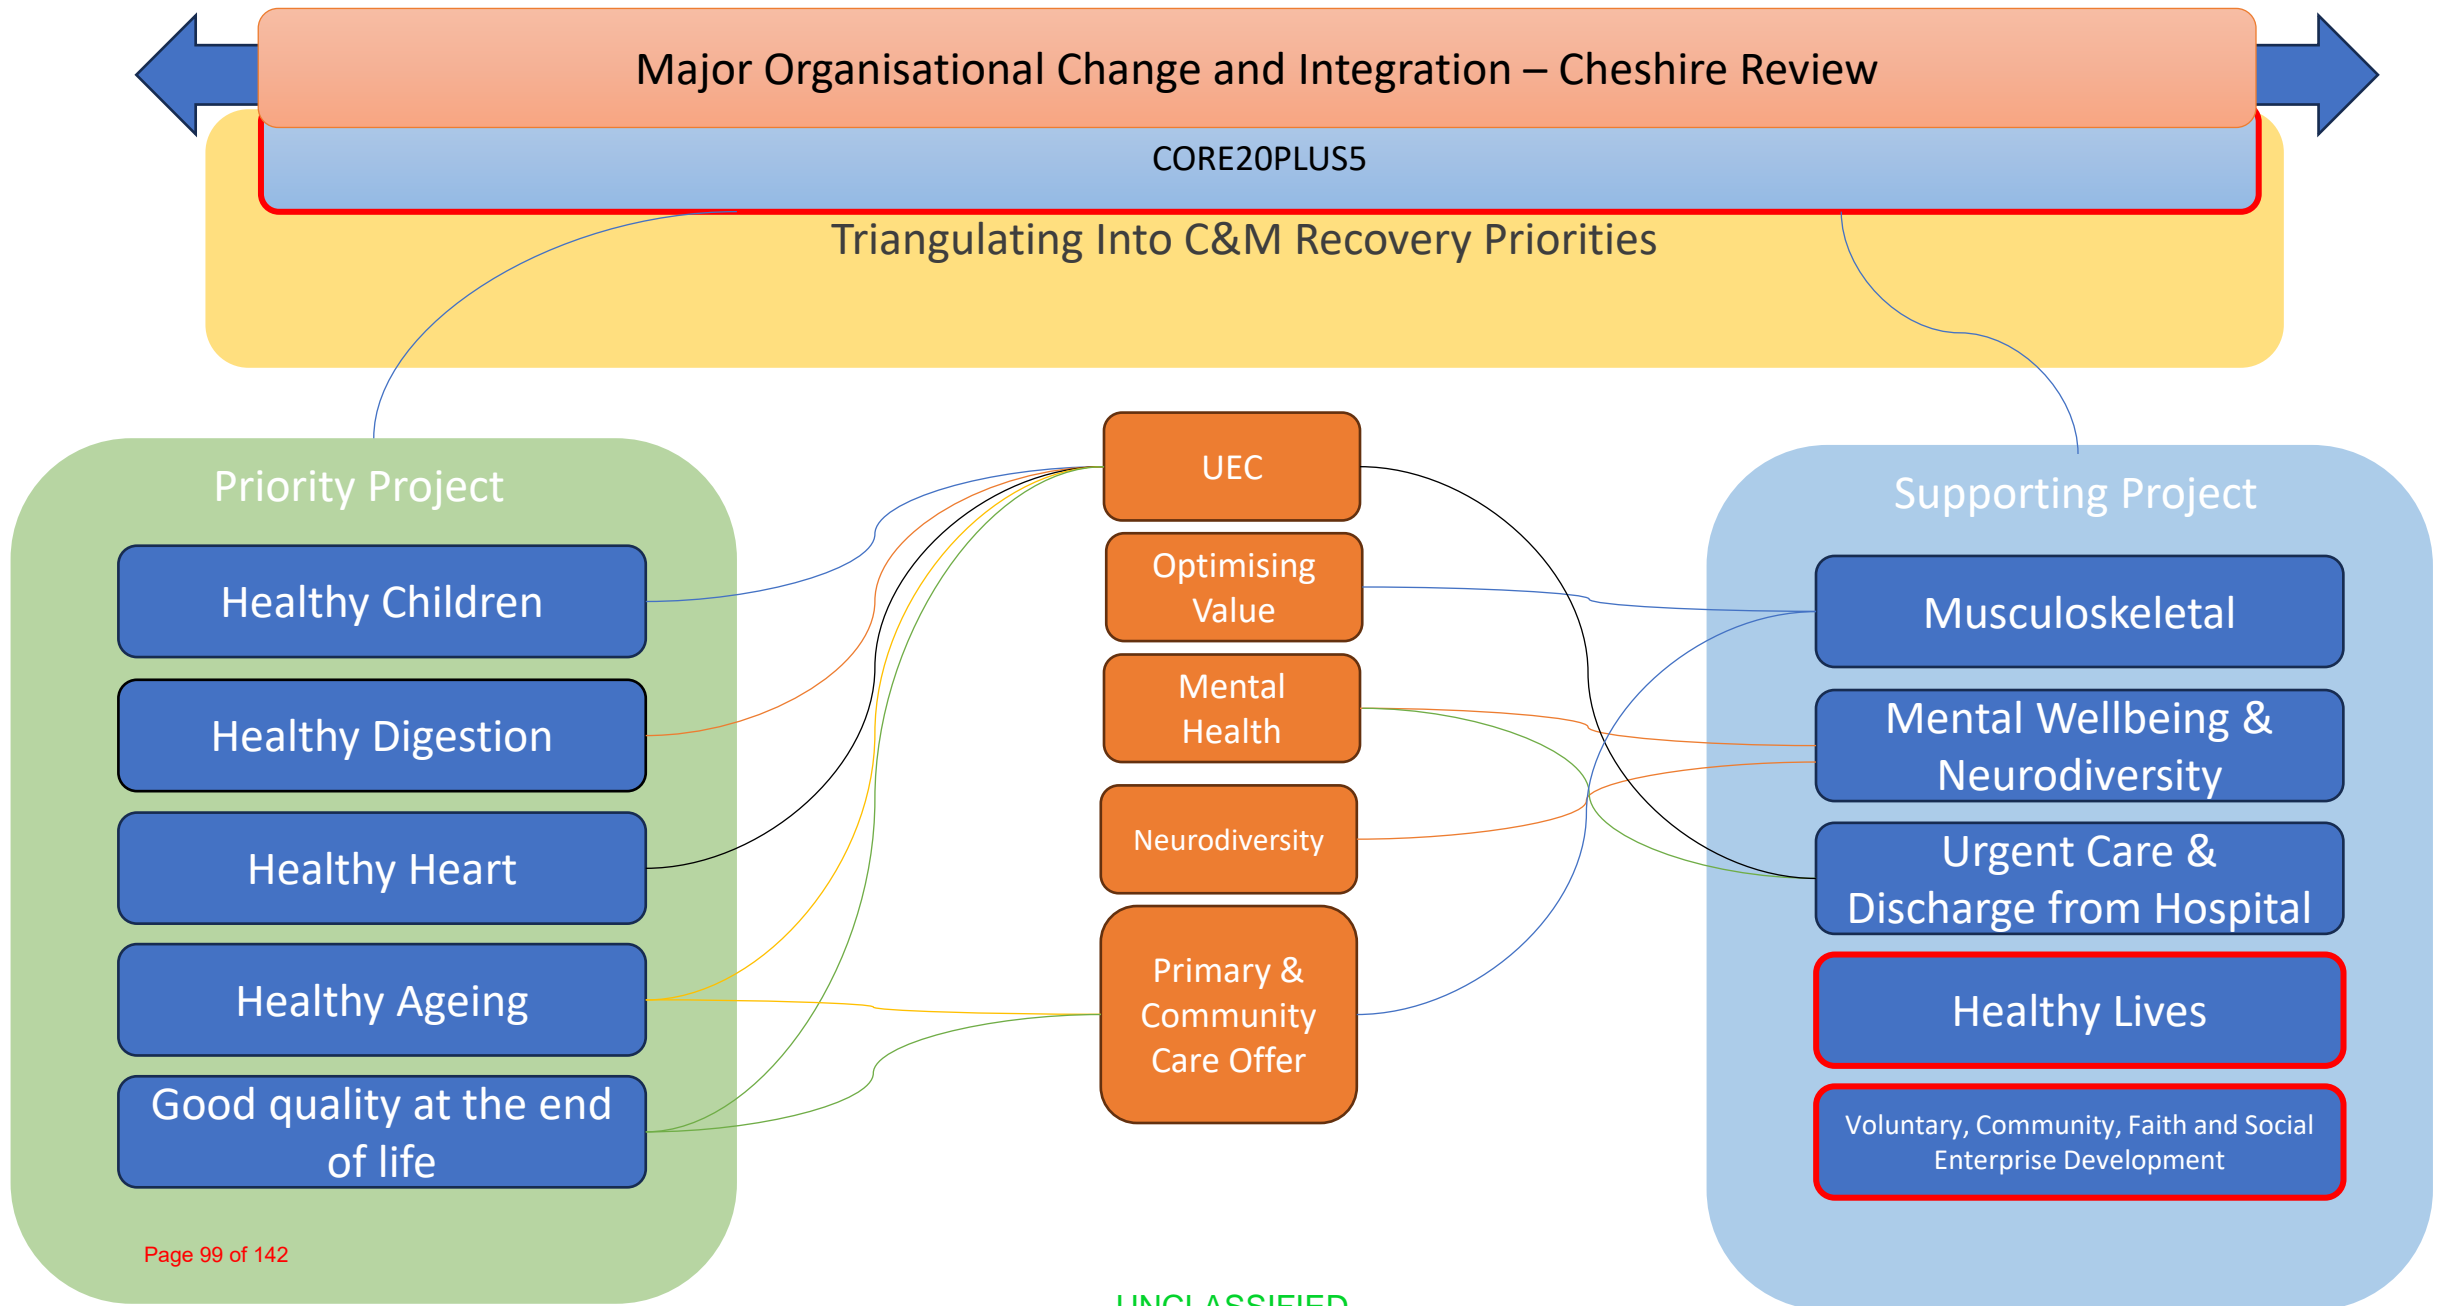 Major Organisational Change and Integration – Cheshire Review
CORE20PLUS5
Triangulating Into C&M Recovery Priorities
Priority Project
Healthy Children
Healthy Digestion
Healthy Heart
Healthy Ageing
Good quality at the end
of life
UEC
Optimising
Value
Mental
Health
Neurodiversity
Primary &
Community
Care Offer
Supporting Project
Musculoskeletal
Mental Wellbeing &
Neurodiversity
Urgent Care &
Discharge from Hospital
Healthy Lives
Voluntary, Community, Faith and Social
Enterprise Development
Page 99 of 142
UNCLASSIFIED